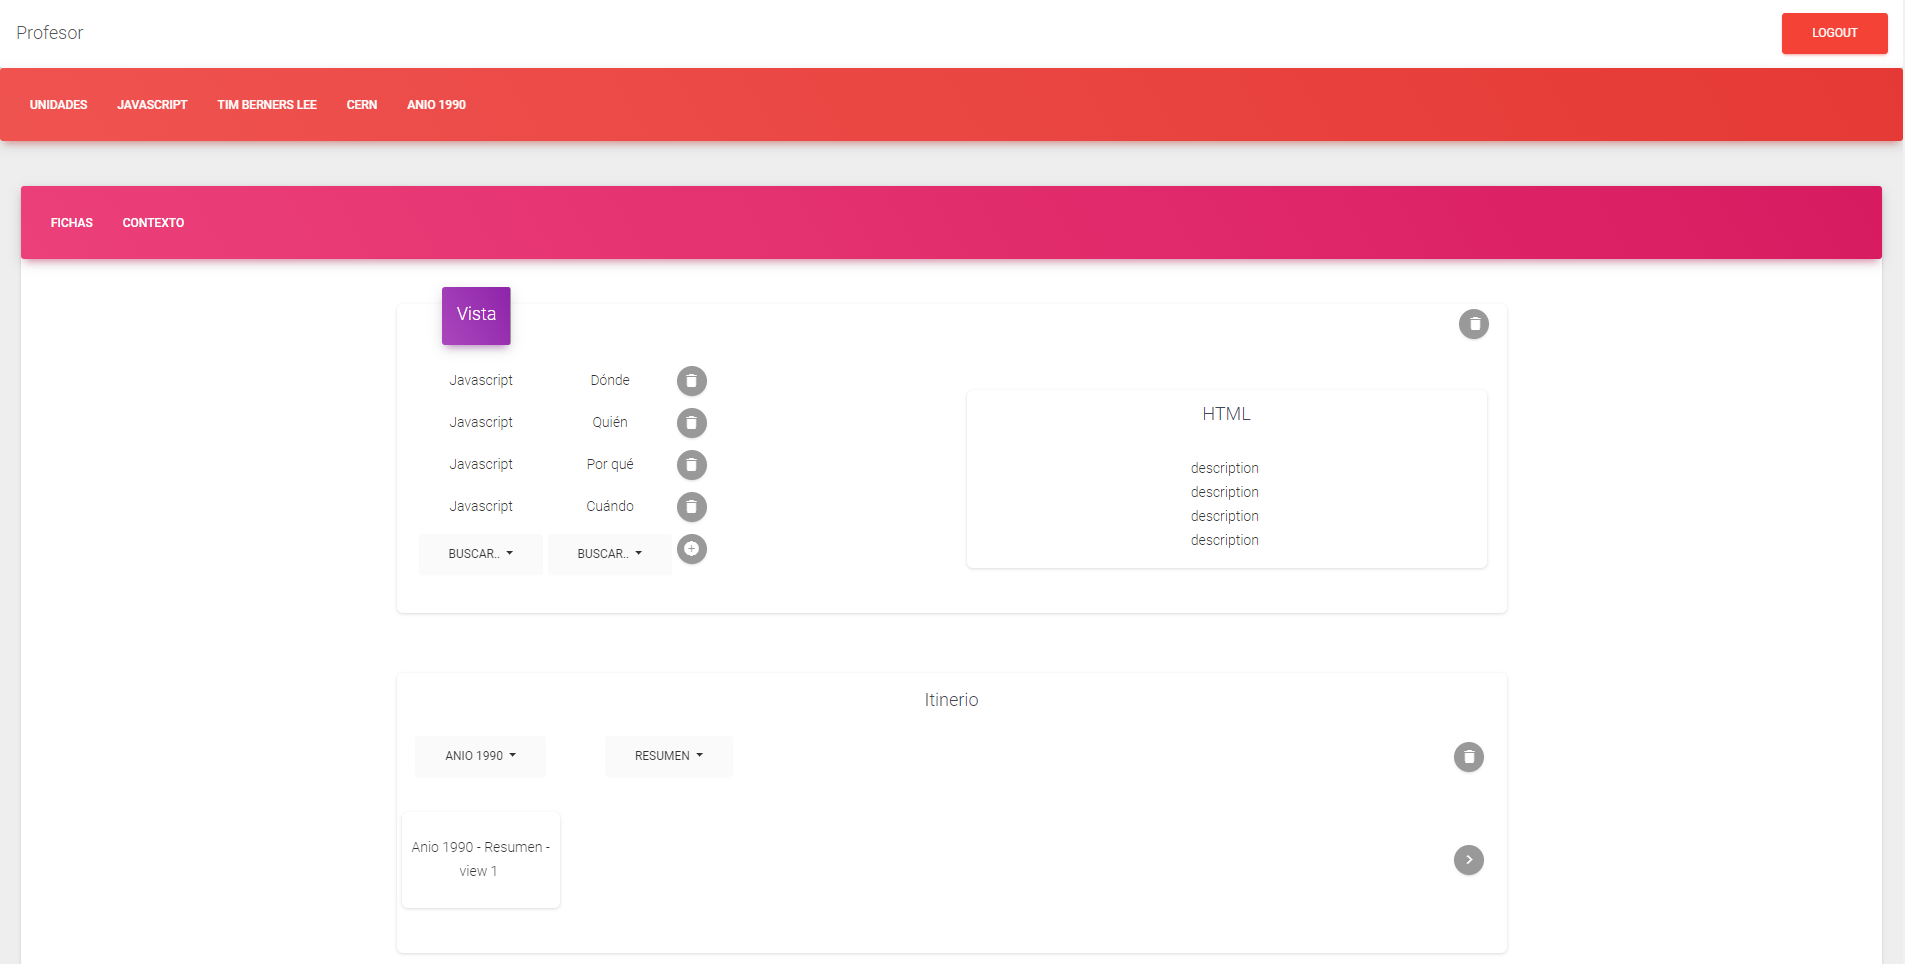 Profesor
LOGOUT
UNIDADES JAVASCRIPT TIM BERNERS LEE CERN ANIO 1990
FICHAS CONTEXTO
Vista
Javascript Dónde
Javascript Quién
Javascript Por qué
Javascript Cuándo
BUSCAR.. BUSCAR..
HTML
description
description
description
description
Itinerio
ANIO 1990 RESUMEN
Anio 1990 - Resumen -
view 1